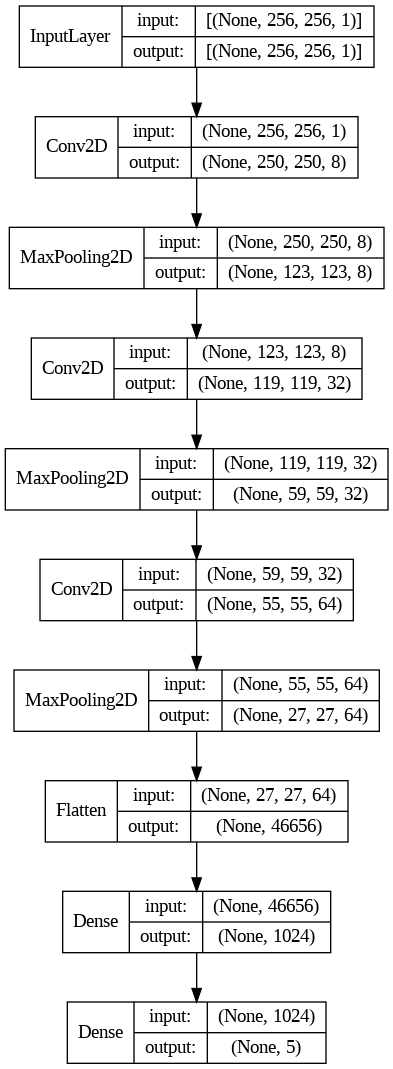 InputLayer
input: [(None, 256, 256, 1)]
output: [(None, 256, 256, 1)]
Conv2D
input: (None, 256, 256, 1)
output: (None, 250, 250, 8)
MaxPooling2D
input: (None, 250, 250, 8)
output: (None, 123, 123, 8)
Conv2D
input: (None, 123, 123, 8)
output: (None, 119, 119, 32)
MaxPooling2D
input: (None, 119, 119, 32)
output: (None, 59, 59, 32)
Conv2D
input: (None, 59, 59, 32)
output: (None, 55, 55, 64)
MaxPooling2D
input: (None, 55, 55, 64)
output: (None, 27, 27, 64)
Flatten
input: (None, 27, 27, 64)
output: (None, 46656)
Dense
input: (None, 46656)
output: (None, 1024)
Dense
input: (None, 1024)
output: (None, 5)